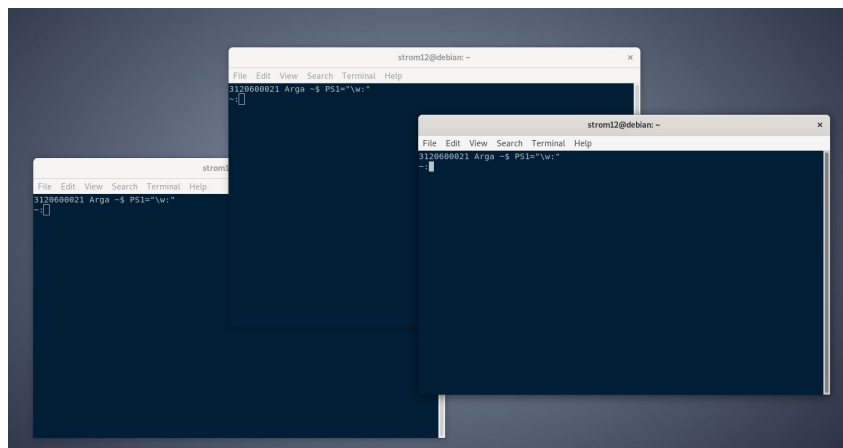 strom12@debian: ~ ×
File Edit View Search Terminal Help
3120600021 Arga ~$ PS1="\w:"
~:
strom12@debian: ~ ×
File Edit View Search Terminal Help
3120600021 Arga ~$ PS1="\w:"
~:
strom1
File Edit View Search Terminal Help
3120600021 Arga ~$ PS1="\w:"
~: